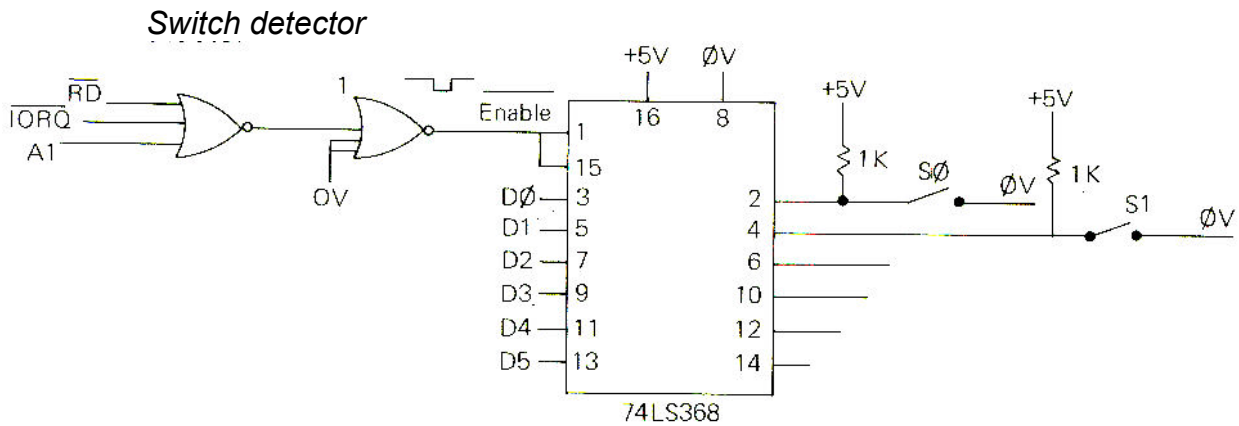 Switch detector
+5V ØV
RD
1
Enable
IORQ
A1
0V
16 8
1
15
DØ 3
D1 5
D2 7
D3 9
D4 11
D5 13
2
4
6
10
12
14
74LS368
+5V
1K
SØ
ØV
+5V
1K
S1
ØV